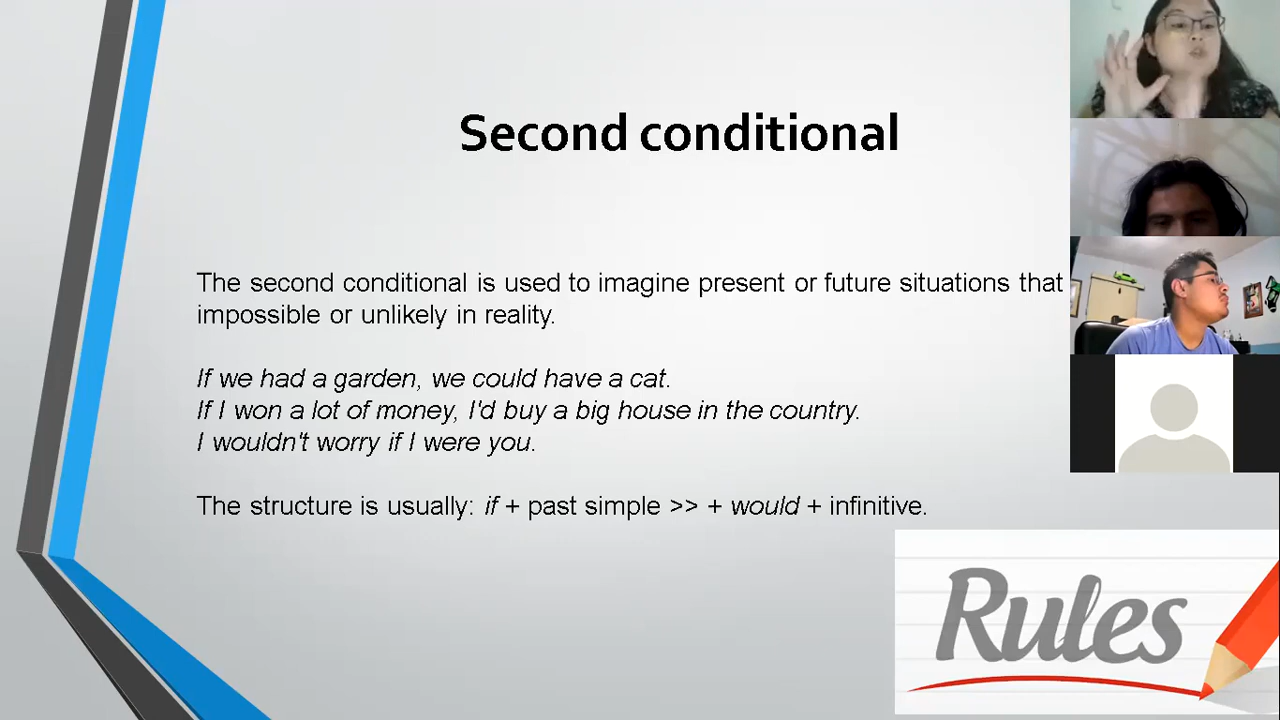 Second conditional
The second conditional is used to imagine present or future situations that
impossible or unlikely in reality.
If we had a garden, we could have a cat.
If I won a lot of money, I'd buy a big house in the country.
I wouldn't worry if I were you.
The structure is usually: if + past simple >> + would + infinitive.
Rules